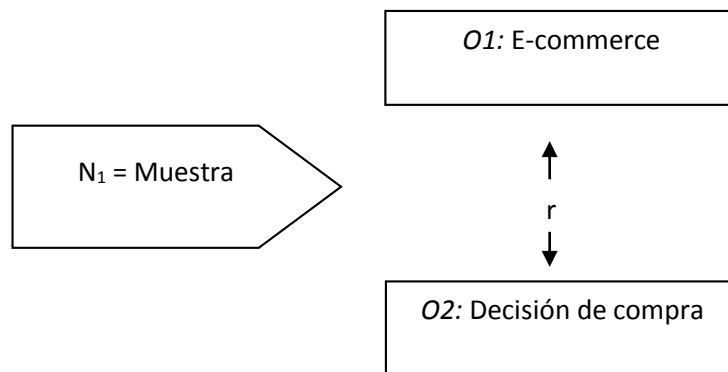 O1: E-commerce
N₁ = Muestra
r
O2: Decisión de compra